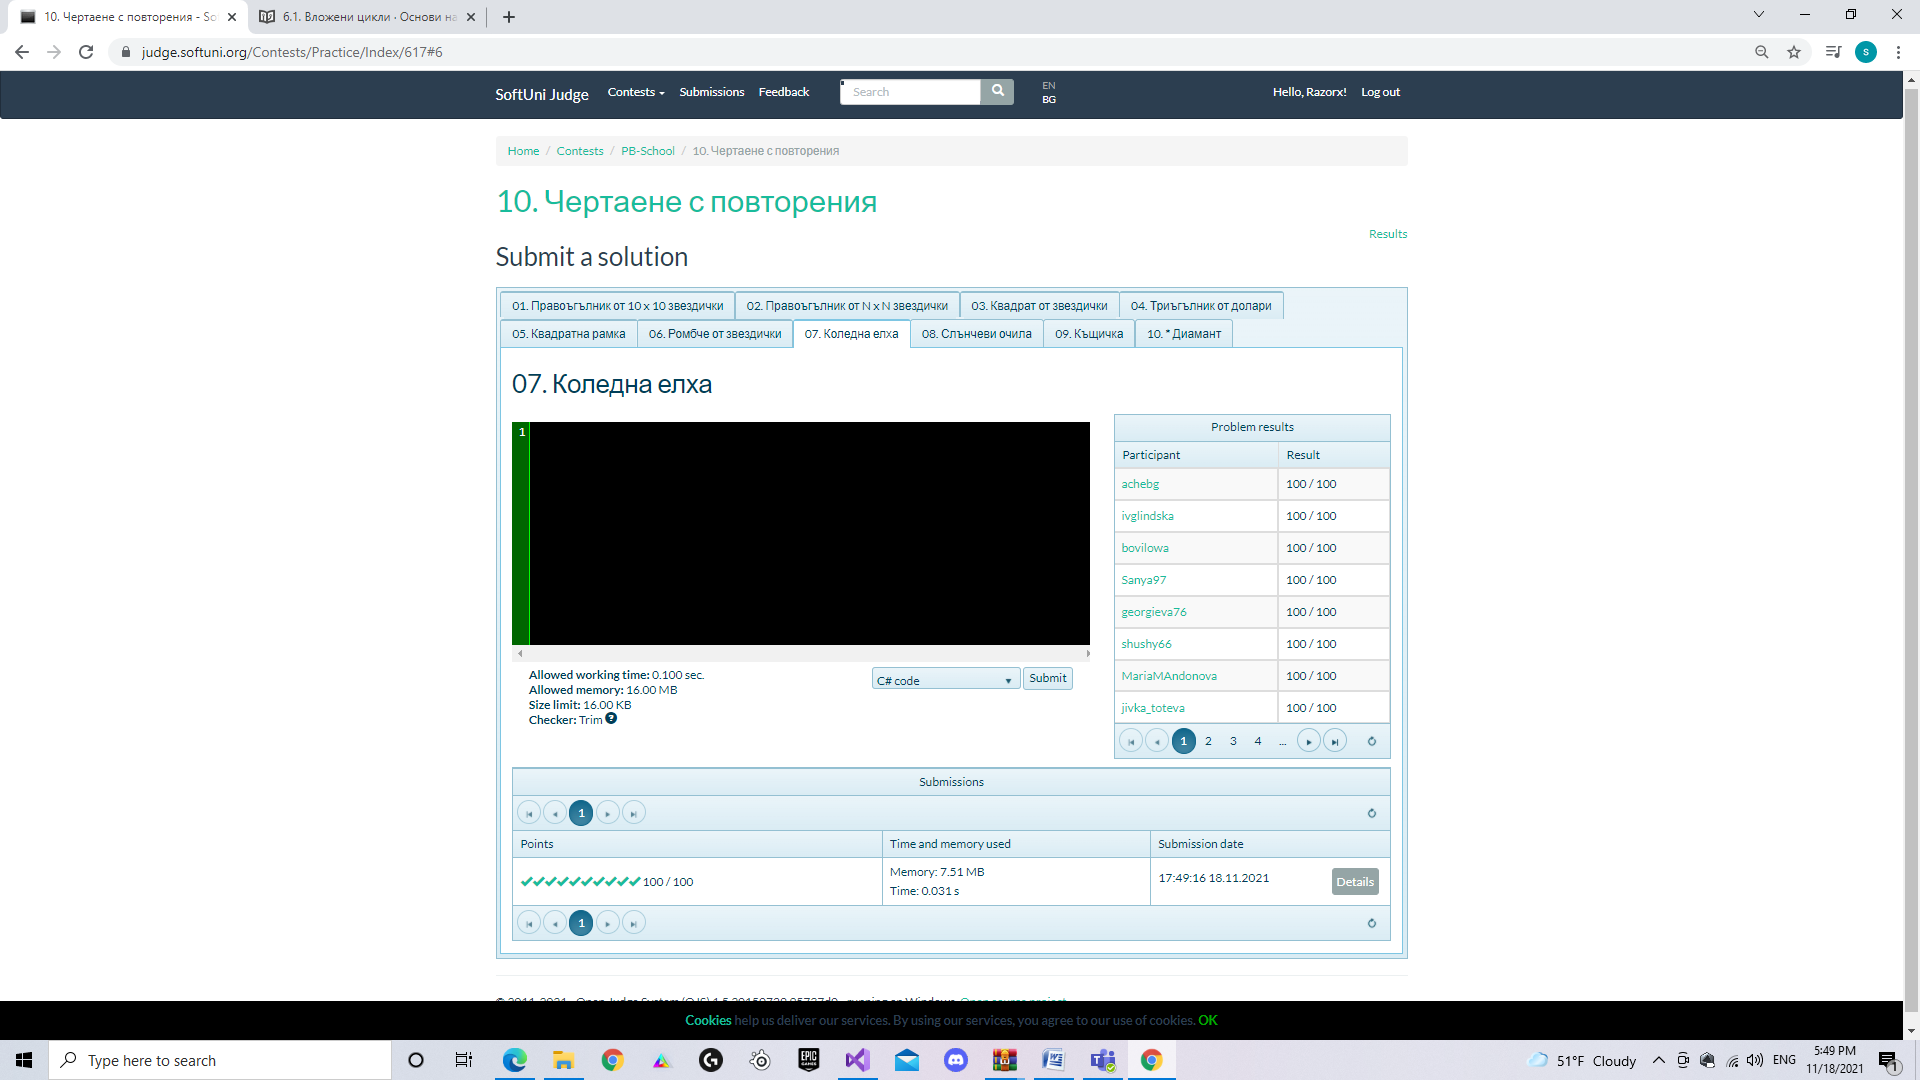 10. Чертаене с повторения - So
6.1. Вложени цикли · Основи на
judge.softuni.org/Contests/Practice/Index/617#6
s
SoftUni Judge
Contests
Submissions
Feedback
Search
EN
BG
Hello, Razorx!
Log out
Home / Contests / PB-School / 10. Чертаене с повторения
10. Чертаене с повторения
Results
Submit a solution
01. Правоъгълник от 10 x 10 звездички
02. Правоъгълник от N x N звездички
03. Квадрат от звездички
04. Триъгълник от долари
05. Квадратна рамка
06. Ромбче от звездички
07. Коледна елха
08. Слънчеви очила
09. Къщичка
10. * Диамант
07. Коледна елха
1
Problem results
Participant Result
achebg 100 / 100
ivglindska 100 / 100
bovilowa 100 / 100
Sanya97 100 / 100
georgieva76 100 / 100
shushy66 100 / 100
MariaMAndonova 100 / 100
jivka_toteva 100 / 100
1 2 3 4 ...
Allowed working time: 0.100 sec.
Allowed memory: 16.00 MB
Size limit: 16.00 KB
Checker: Trim ?
C# code
Submit
Submissions
1
Points Time and memory used Submission date
100 / 100
Memory: 7.51 MB
Time: 0.031 s
17:49:16 18.11.2021
Details
1
Cookies help us deliver our services. By using our services, you agree to our use of cookies. OK
Type here to search
EPIC GAMES
51°F Cloudy
ENG
5:49 PM
11/18/2021
1